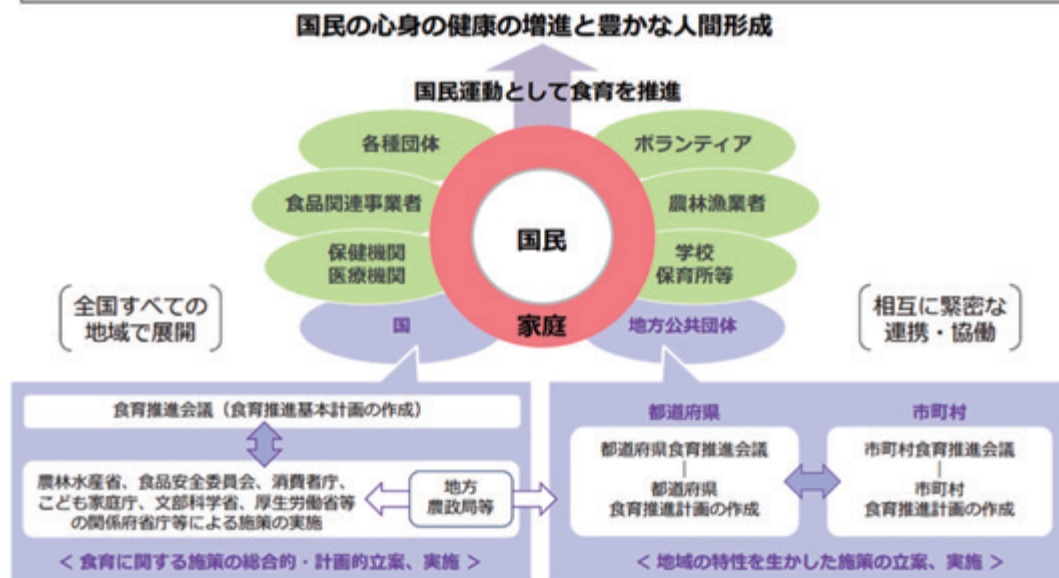 国民の心身の健康の増進と豊かな人間形成
国民運動として食育を推進
各種団体
ボランティア
食品関連事業者
農林漁業者
国民
保健機関
医療機関
学校
保育所等
全国すべての
地域で展開
国
家庭
地方公共団体
相互に緊密な
連携・協働
食育推進会議（食育推進基本計画の作成）
農林水産省、食品安全委員会、消費者庁、
こども家庭庁、文部科学省、厚生労働省等
の関係府省庁等による施策の実施
地方
農政局等
＜ 食育に関する施策の総合的・計画的立案、実施 ＞
都道府県
都道府県食育推進会議
都道府県
食育推進計画の作成
市町村
市町村食育推進会議
市町村
食育推進計画の作成
＜ 地域の特性を生かした施策の立案、実施 ＞